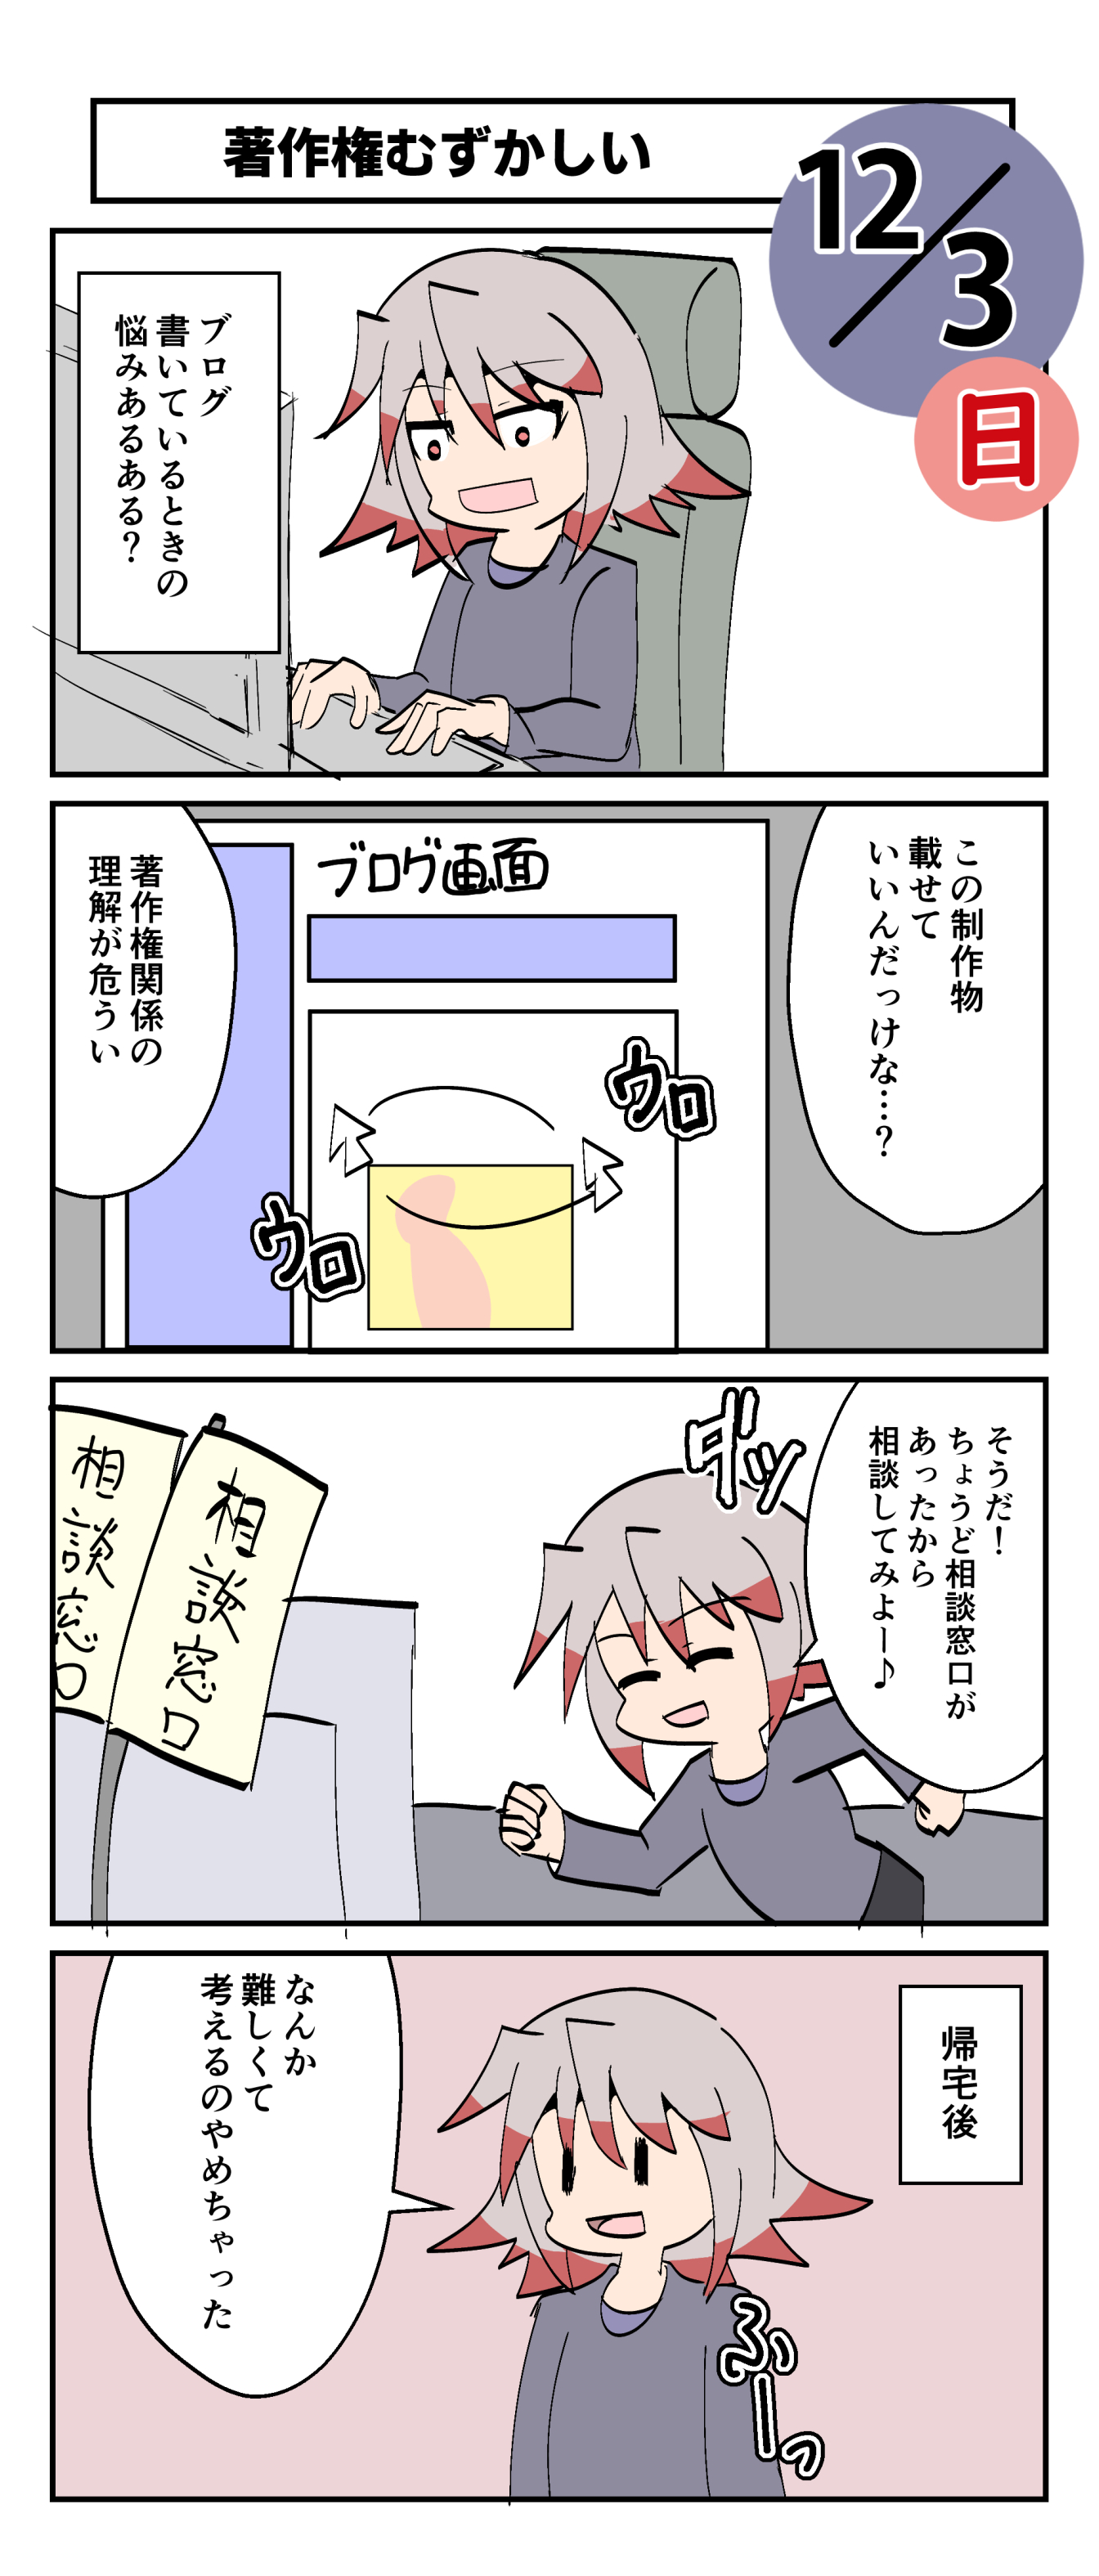 著作権むずかしい
12/3
日
ブログ
書いているときの
悩みあるある？
この制作物
載せて
いいんだっけな…？
ブログ画面
ウロ
ウロ
著作権関係の
理解が危うい
そうだ！
ちょうど相談窓口が
あったから
相談してみよー♪
ダッ
相談窓口
相談窓口
帰宅後
なんか
難しくて
考えるのやめちゃった
ふーっ